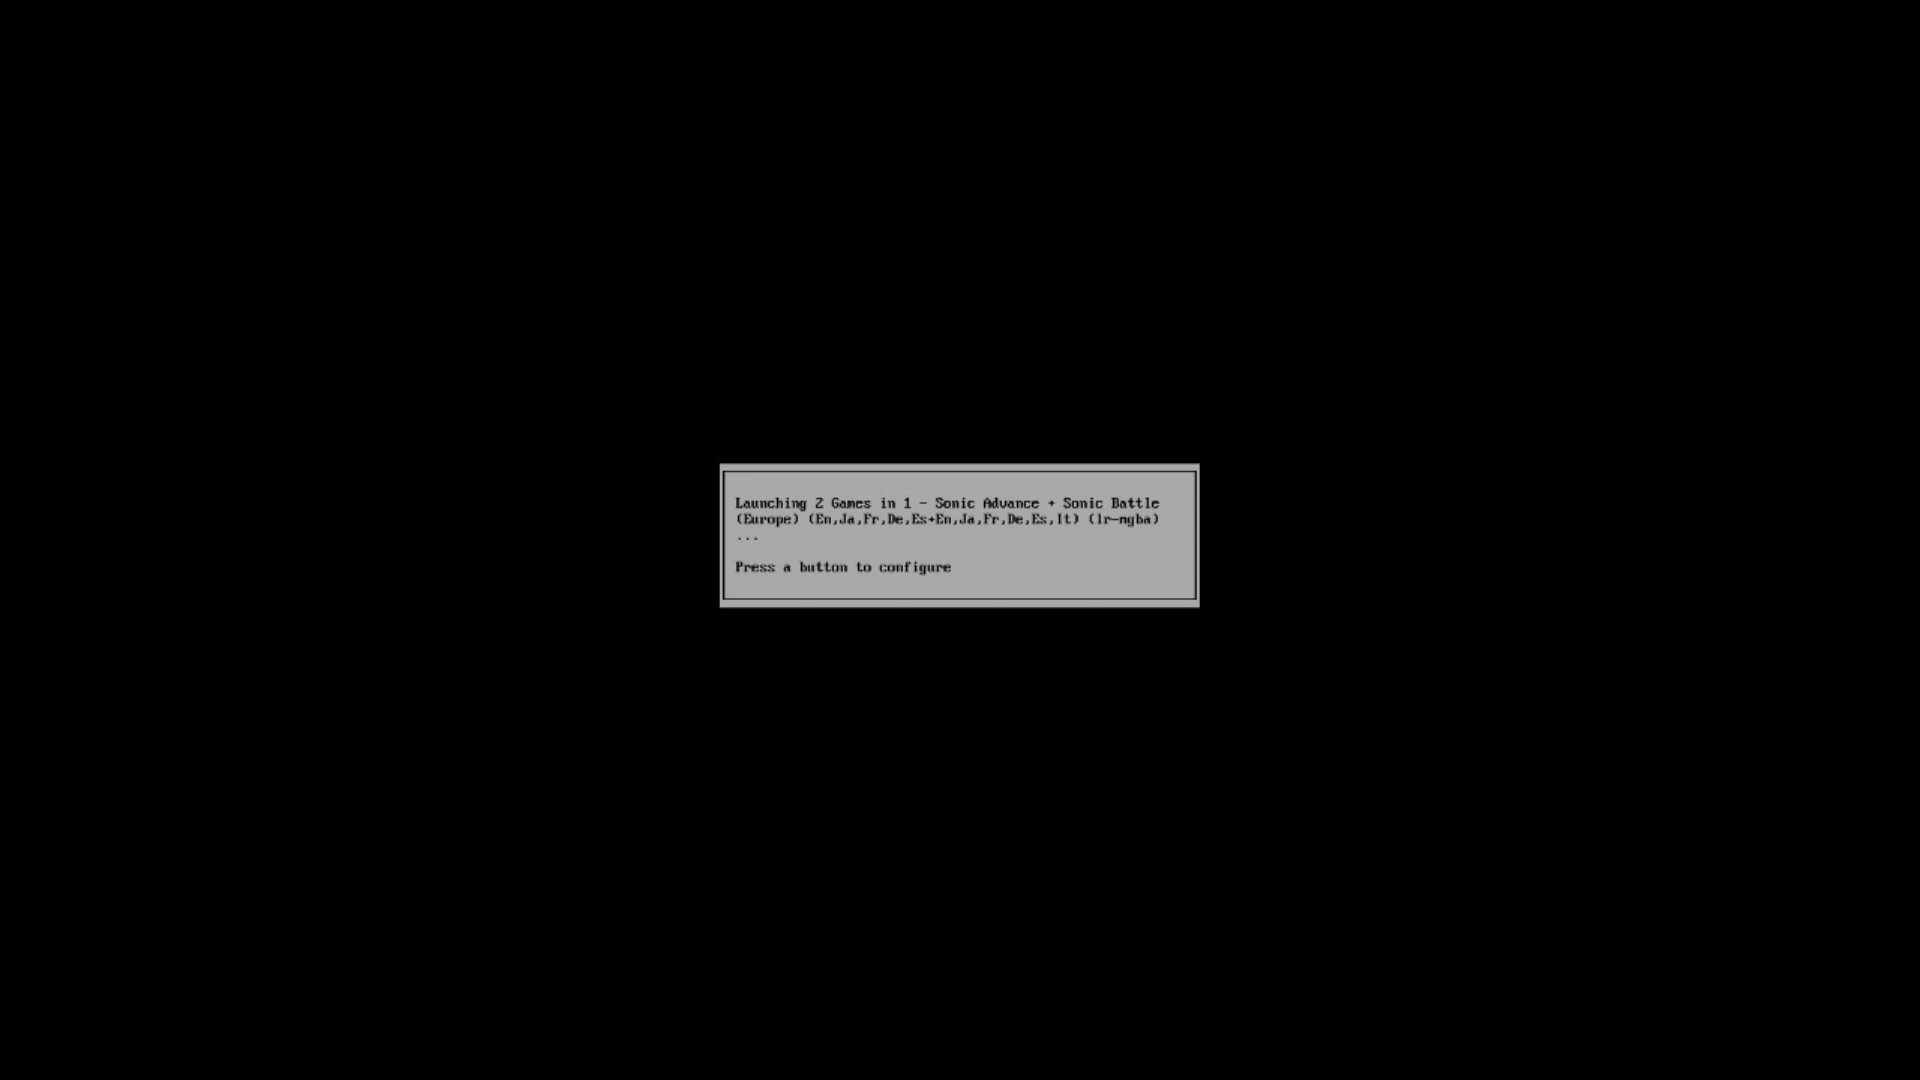 Launching 2 Games in 1 - Sonic Advance + Sonic Battle
(Europe) (En,Ja,Fr,De,Es+En,Ja,Fr,De,Es,It) (lr-mgba)
...
Press a button to configure